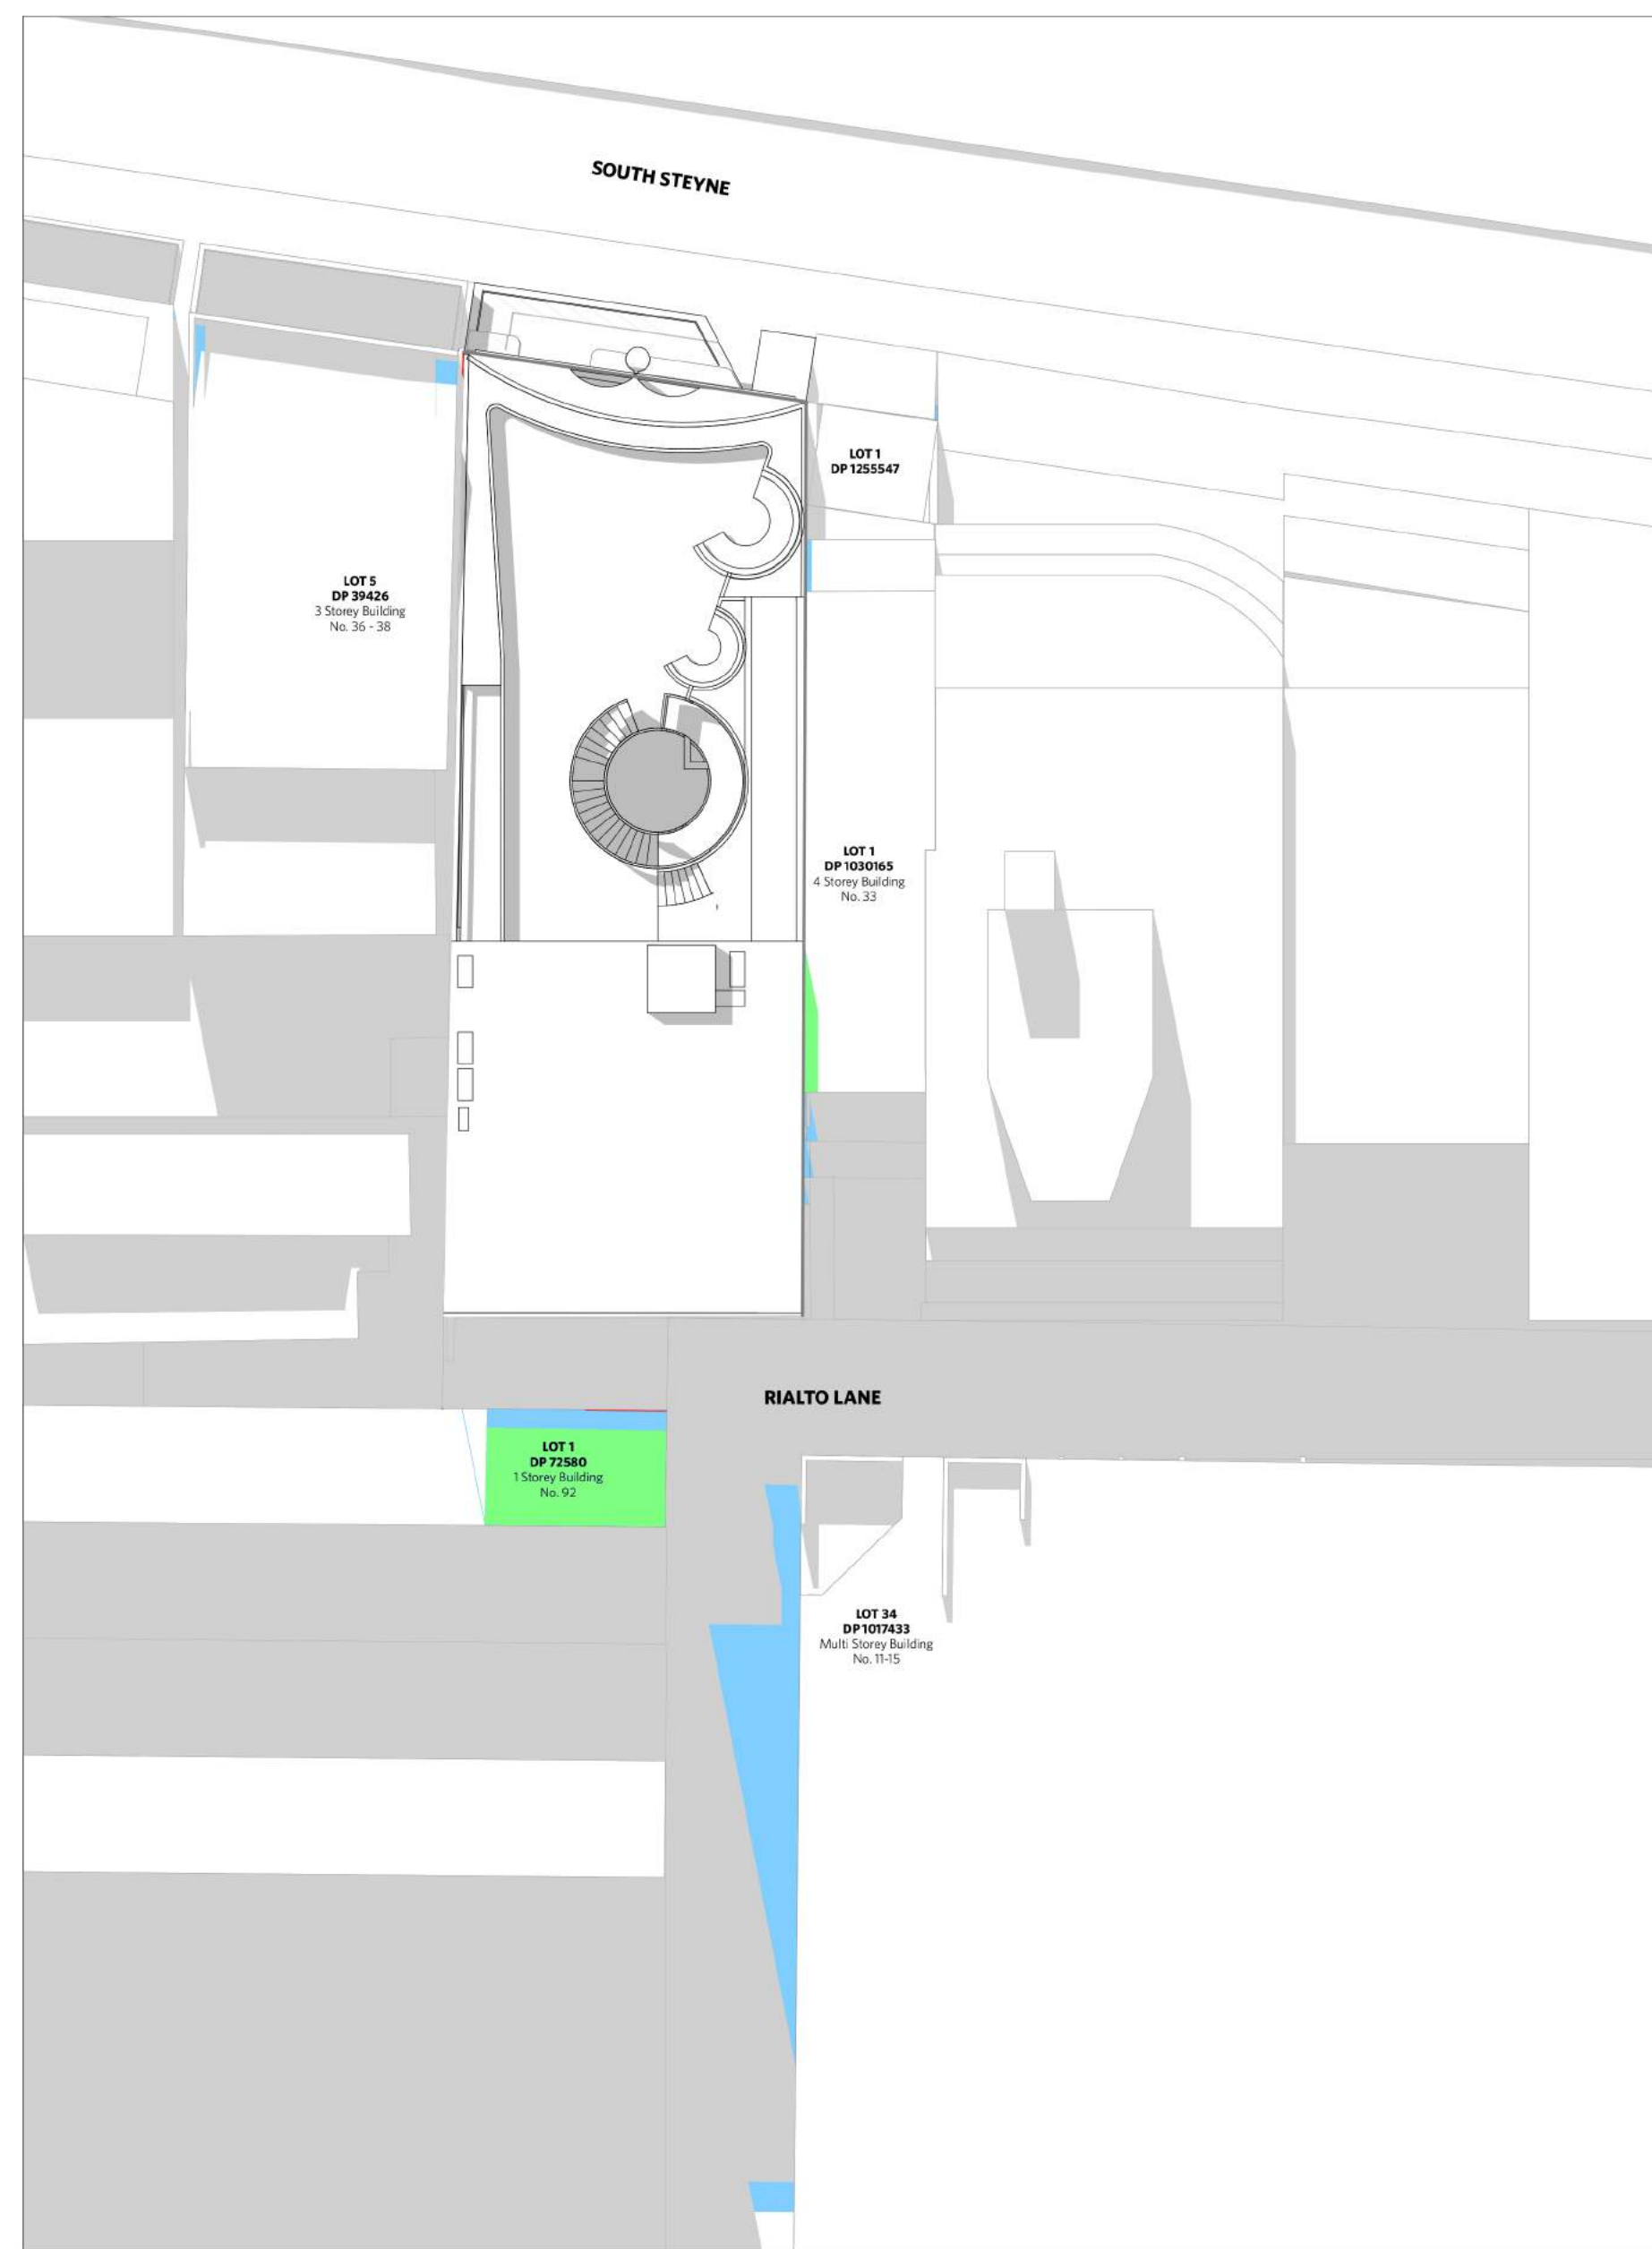 SOUTH STEYNE
LOT 1
DP 1255547
LOT 5
DP 39426
3 Storey Building
No. 36 - 38
LOT 1
DP 1030165
4 Storey Building
No. 33
RIALTO LANE
LOT 1
DP 72580
1 Storey Building
No. 92
LOT 34
DP 1017433
Multi Storey Building
No. 11-15